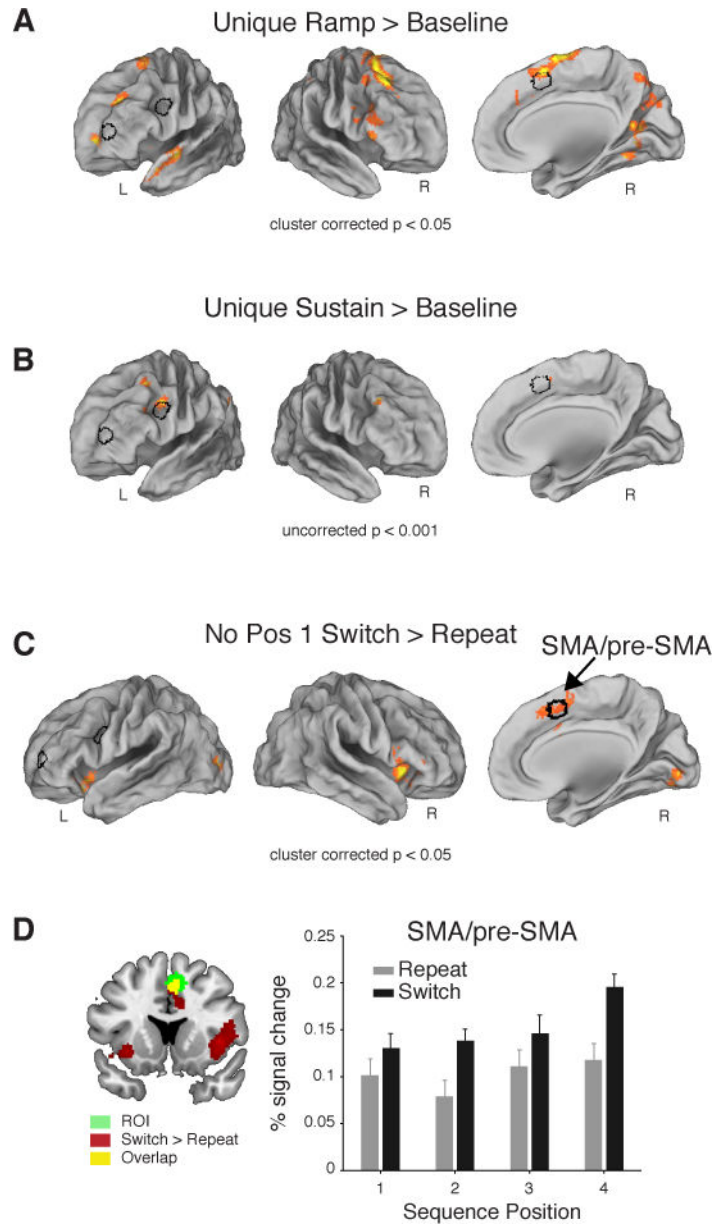 A
Unique Ramp > Baseline
L
R
R
cluster corrected p < 0.05
Unique Sustain > Baseline
B
L
R
R
uncorrected p < 0.001
C
No Pos 1 Switch > Repeat
SMA/pre-SMA
L
R
R
cluster corrected p < 0.05
D
ROI
Switch > Repeat
Overlap
SMA/pre-SMA
Repeat
Switch
% signal change
0.25
0.2
0.15
0.1
0.05
0
1 2 3 4
Sequence Position